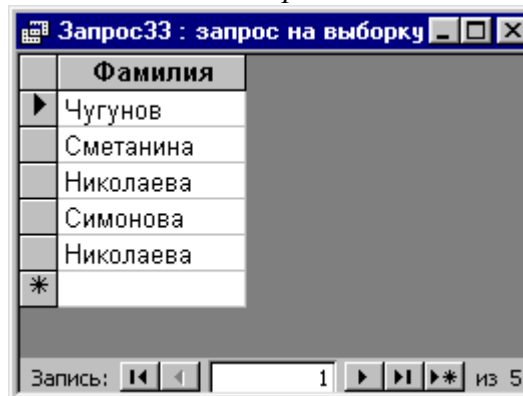 Запрос33 : запрос на выборку
Фамилия
Чугунов
Сметанина
Николаева
Симонова
Николаева
Запись: 1 из 5